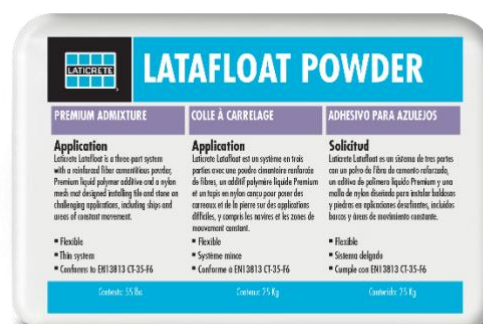 LATICRETE
LATAFLOAT POWDER
PREMIUM ADMIXTURE
Application
Laticrete Latafloat is a three-part system
with a reinforced fiber cementitious powder,
Premium liquid polymer additive and a nylon
mesh mat designed installing tile and stone on
challenging applications, including ships and
areas of constant movement.
▪ Flexible
▪ Thin system
▪ Conforms to EN13813 CT-35-F6
Contents: 55 lbs
COLLE À CARRELAGE
Application
Laticrete Latafloat est un système en trois
parties avec une poudre cimentaire renforcée
de fibres, un additif polymère liquide Premium
et un tapis en nylon conçu pour poser des
carreaux et de la pierre sur des applications
difficiles, y compris les navires et les zones de
mouvement constant.
▪ Flexible
▪ Système mince
▪ Conforme à EN13813 CT-35-F6
Contenu: 25 Kg
ADHESIVO PARA AZULEJOS
Solicitud
Laticrete Latafloat es un sistema de tres partes
con un polvo de fibra de cemento reforzado,
un aditivo de polímero líquido Premium y una
malla de nylon diseñada para instalar baldosas
y piedras en aplicaciones desafiantes, incluidos
barcos y áreas de movimiento constante.
▪ Flexible
▪ Sistema delgado
▪ Cumple con EN13813 CT-35-F6
Contenido: 25 Kg